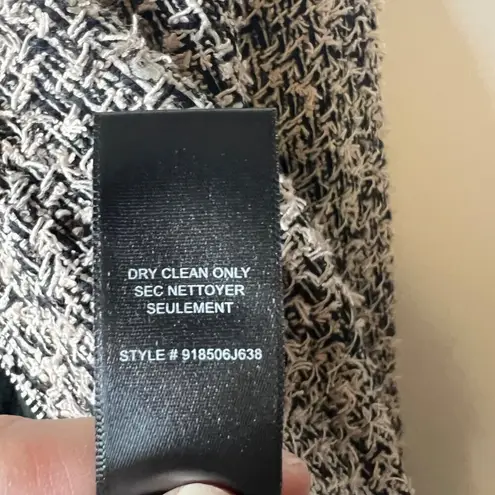 DRY CLEAN ONLY
SEC NETTOYER
SEULEMENT
STYLE # 918506J638